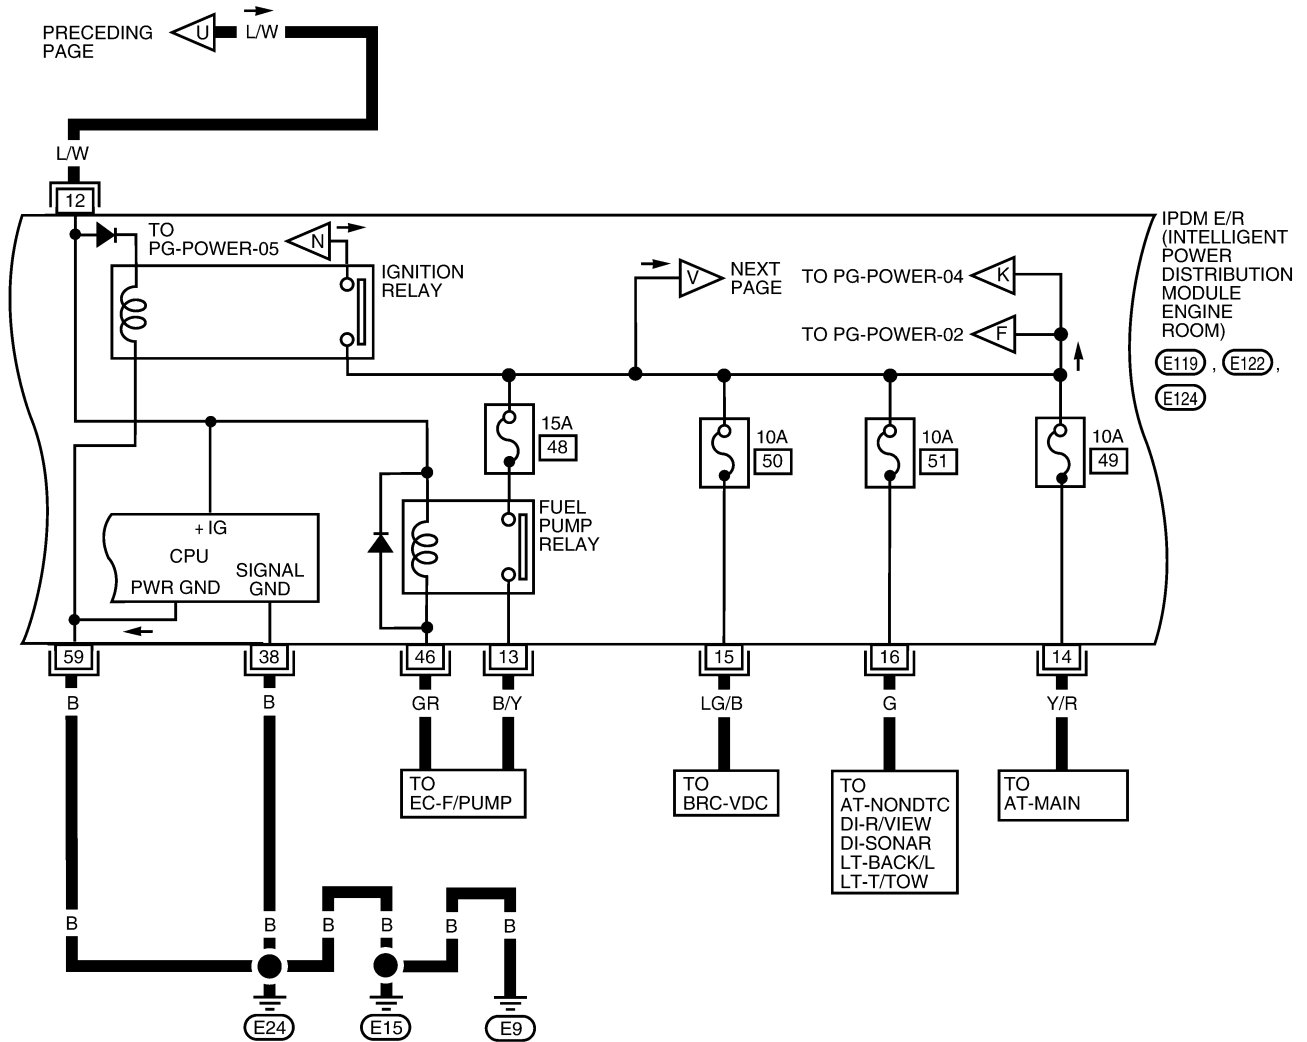 PRECEDING
PAGE
U
L/W
L/W
12
TO
PG-POWER-05
N
IGNITION
RELAY
V
NEXT
PAGE
TO PG-POWER-04
K
TO PG-POWER-02
F
IPDM E/R
(INTELLIGENT
POWER
DISTRIBUTION
MODULE
ENGINE
ROOM)
E119 , E122 ,
E124
15A
48
10A
50
10A
51
10A
49
FUEL
PUMP
RELAY
+ IG
CPU
PWR GND
SIGNAL
GND
59
38
46
13
15
16
14
B
B
GR
B/Y
LG/B
G
Y/R
TO
EC-F/PUMP
TO
BRC-VDC
TO
AT-NONDTC
DI-R/VIEW
DI-SONAR
LT-BACK/L
LT-T/TOW
TO
AT-MAIN
B
B
B
B
B
B
E24
E15
E9